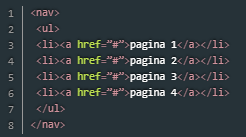 1 <nav>
2 <ul>
3 <li><a href="#">pagina 1</a></li>
4 <li><a href="#">pagina 2</a></li>
5 <li><a href="#">pagina 3</a></li>
6 <li><a href="#">pagina 4</a></li>
7 </ul>
8 </nav>